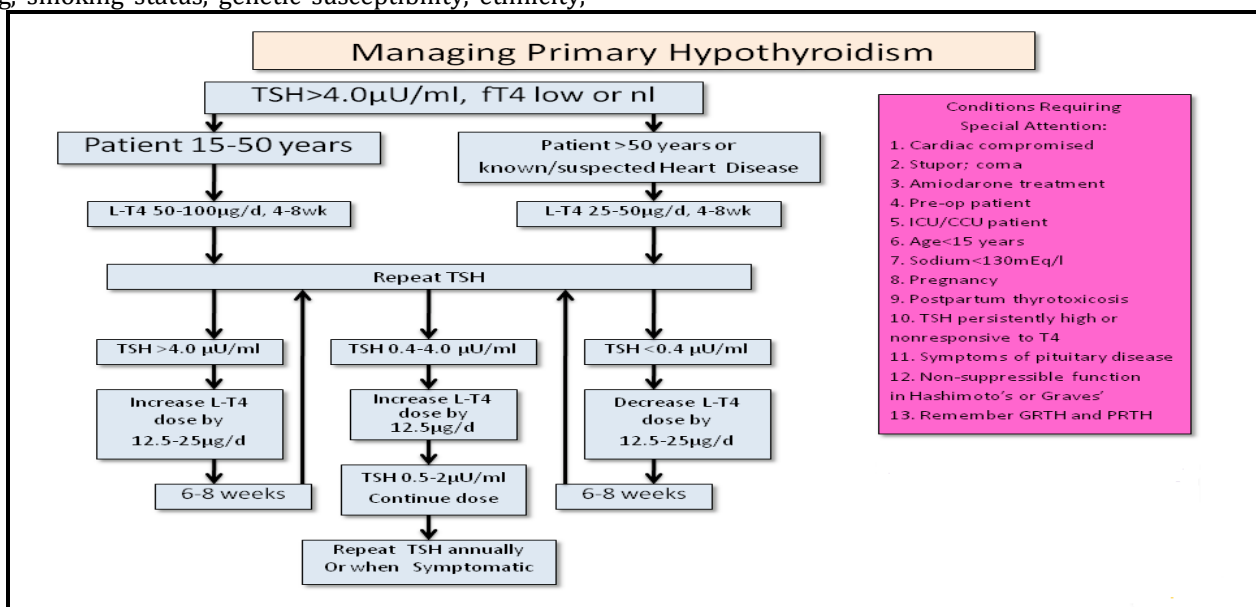 smoking status, genetic susceptibility, ethnicity,
Managing Primary Hypothyroidism
TSH>4.0µU/ml, fT4 low or nl
Patient 15-50 years
Patient >50 years or
known/suspected Heart Disease
L-T4 50-100µg/d, 4-8wk
L-T4 25-50µg/d, 4-8wk
Repeat TSH
TSH >4.0 µU/ml
TSH 0.4-4.0 µU/ml
TSH <0.4 µU/ml
Increase L-T4
dose by
12.5-25µg/d
Increase L-T4
dose by
12.5µg/d
Decrease L-T4
dose by
12.5-25µg/d
6-8 weeks
TSH 0.5-2µU/ml
Continue dose
6-8 weeks
Repeat TSH annually
Or when Symptomatic
Conditions Requiring
Special Attention:
1. Cardiac compromised
2. Stupor; coma
3. Amiodarone treatment
4. Pre-op patient
5. ICU/CCU patient
6. Age<15 years
7. Sodium<130mEq/l
8. Pregnancy
9. Postpartum thyrotoxicosis
10. TSH persistently high or
nonresponsive to T4
11. Symptoms of pituitary disease
12. Non-suppressible function
in Hashimoto's or Graves'
13. Remember GRTH and PRTH